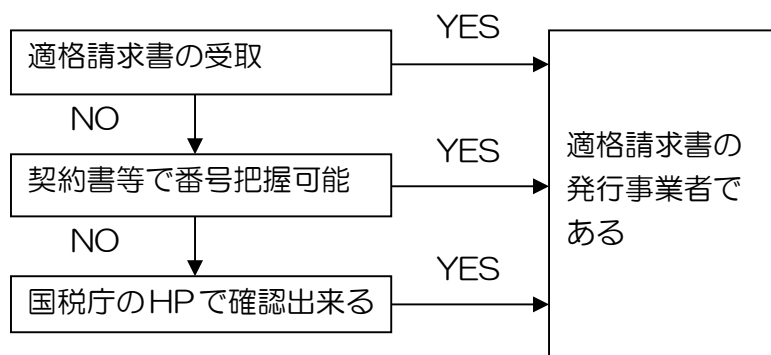 YES
適格請求書の受取
NO
YES
契約書等で番号把握可能
NO
YES
国税庁のHPで確認出来る
適格請求書の
発行事業者で
ある